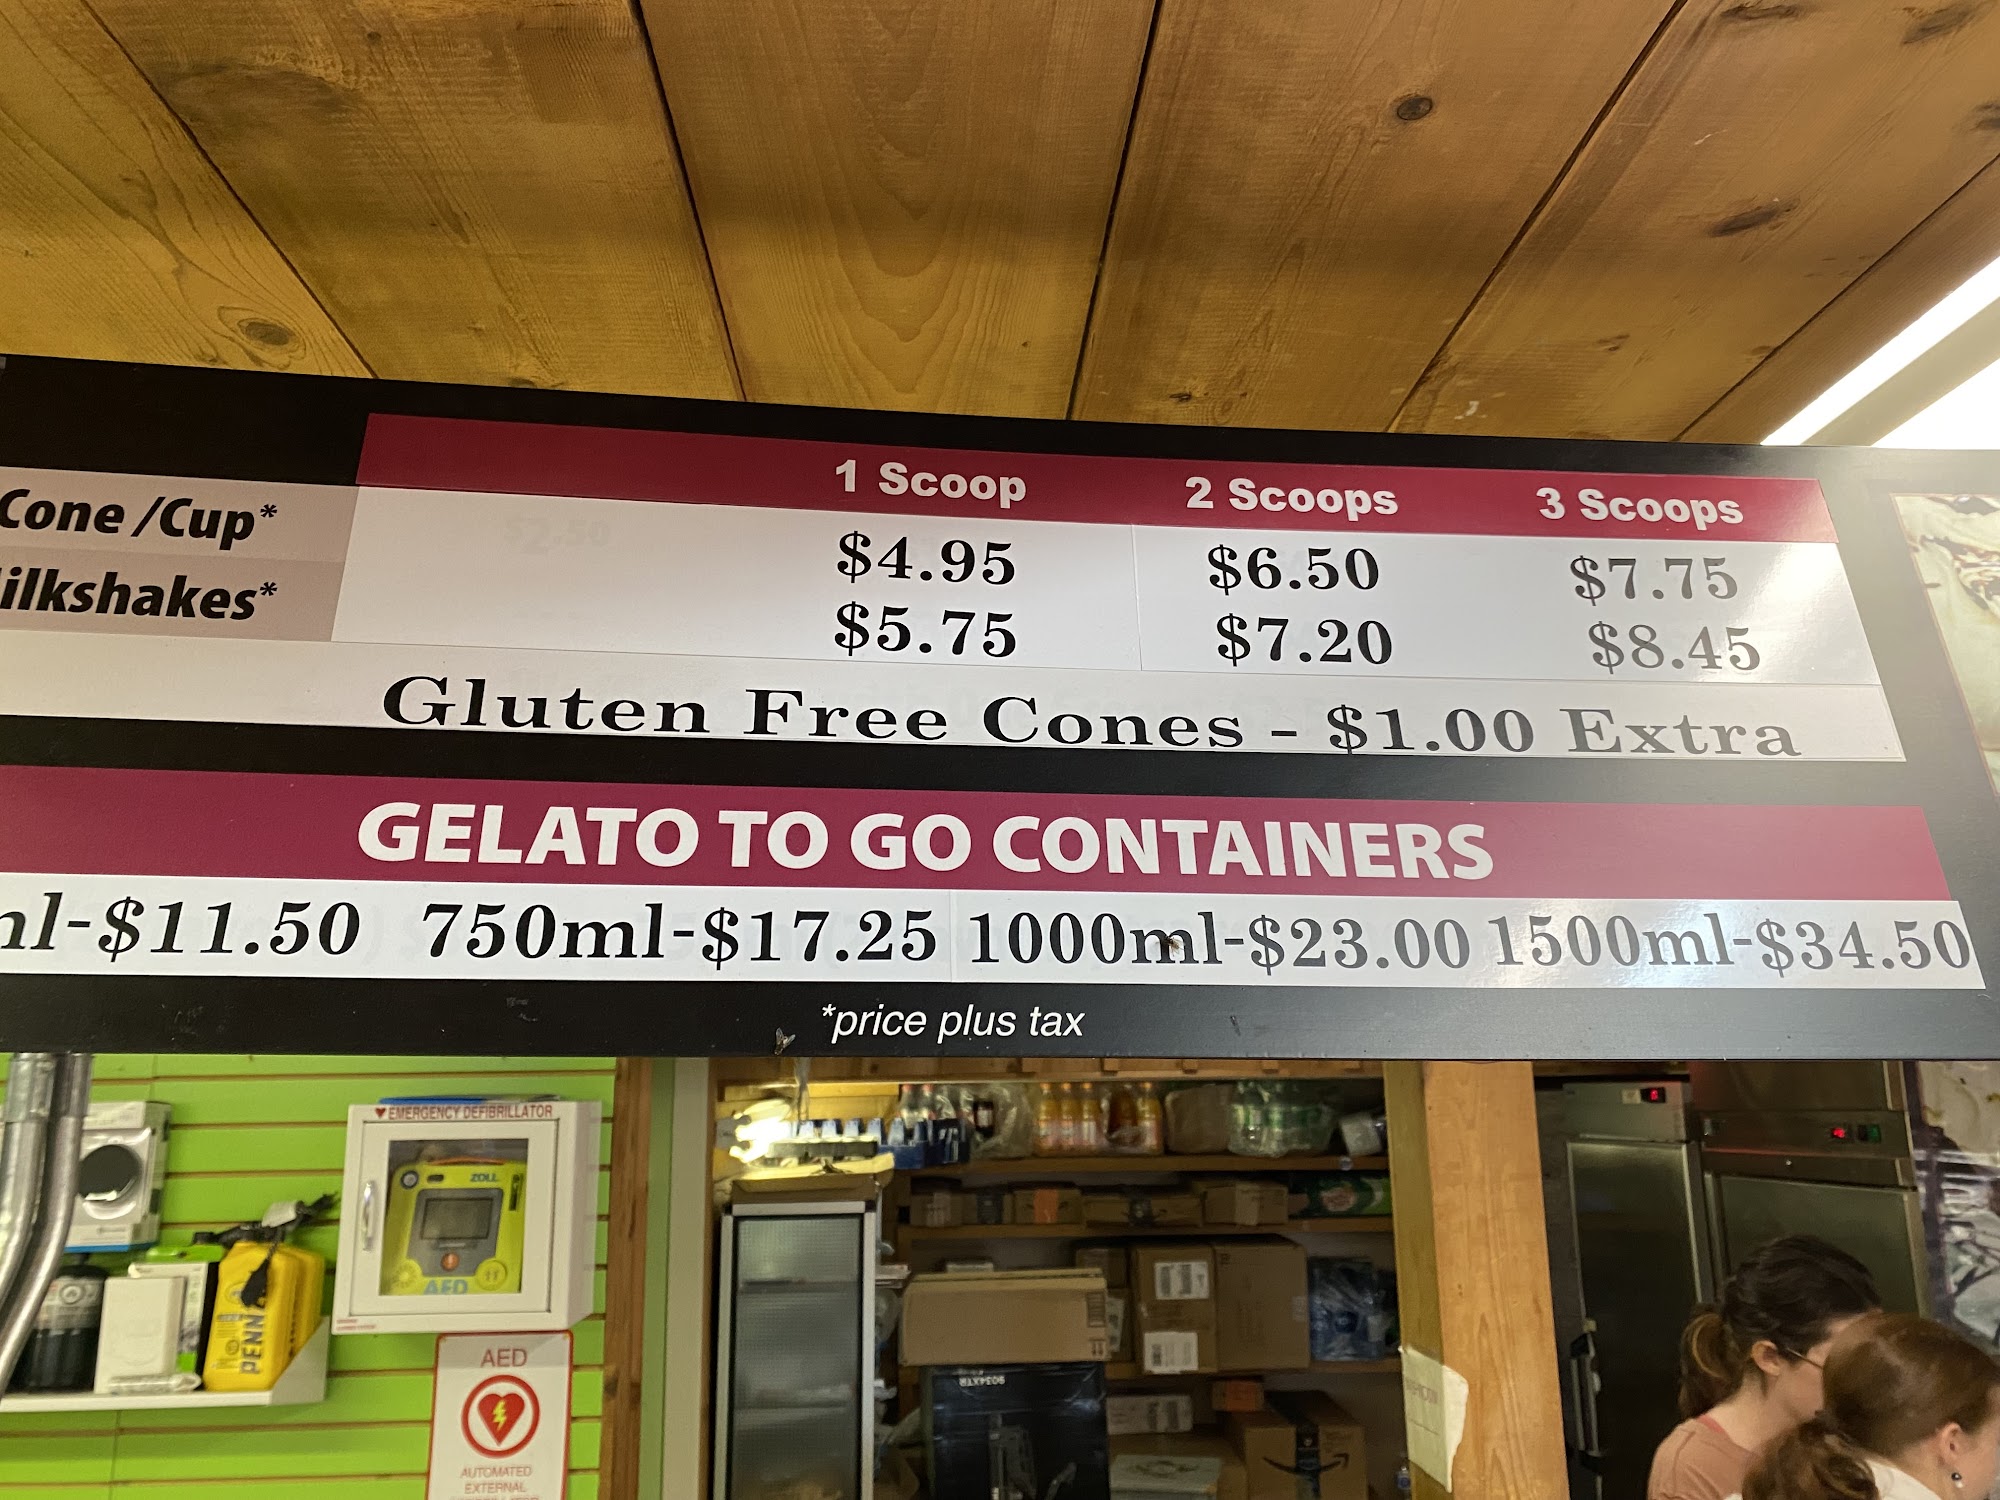 1 Scoop 2 Scoops 3 Scoops
Cone /Cup* $4.95 $6.50 $7.75
ilkshakes* $5.75 $7.20 $8.45
Gluten Free Cones - $1.00 Extra
GELATO TO GO CONTAINERS
ml-$11.50 750ml-$17.25 1000ml-$23.00 1500ml-$34.50
*price plus tax
EMERGENCY DEFIBRILLATOR
ZOLL
AED
PENN
AED
AUTOMATED
EXTERNAL
9034XTR